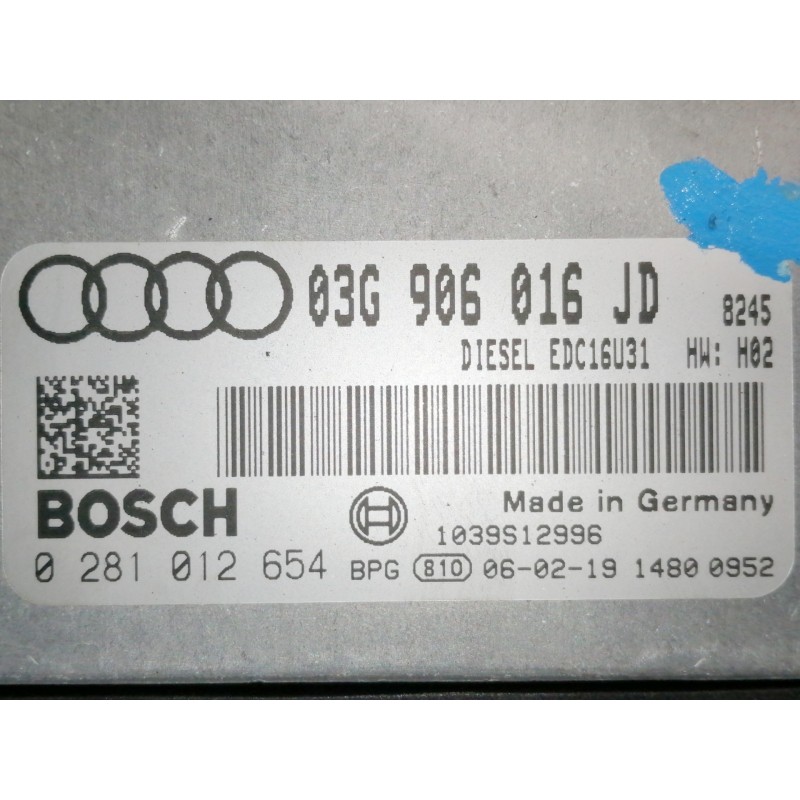 03G 906 016 JD 8245
DIESEL EDC16U31 HW: H02
BOSCH
Made in Germany
1039S12996
0 281 012 654 BPG 810 06-02-19 1480 0952